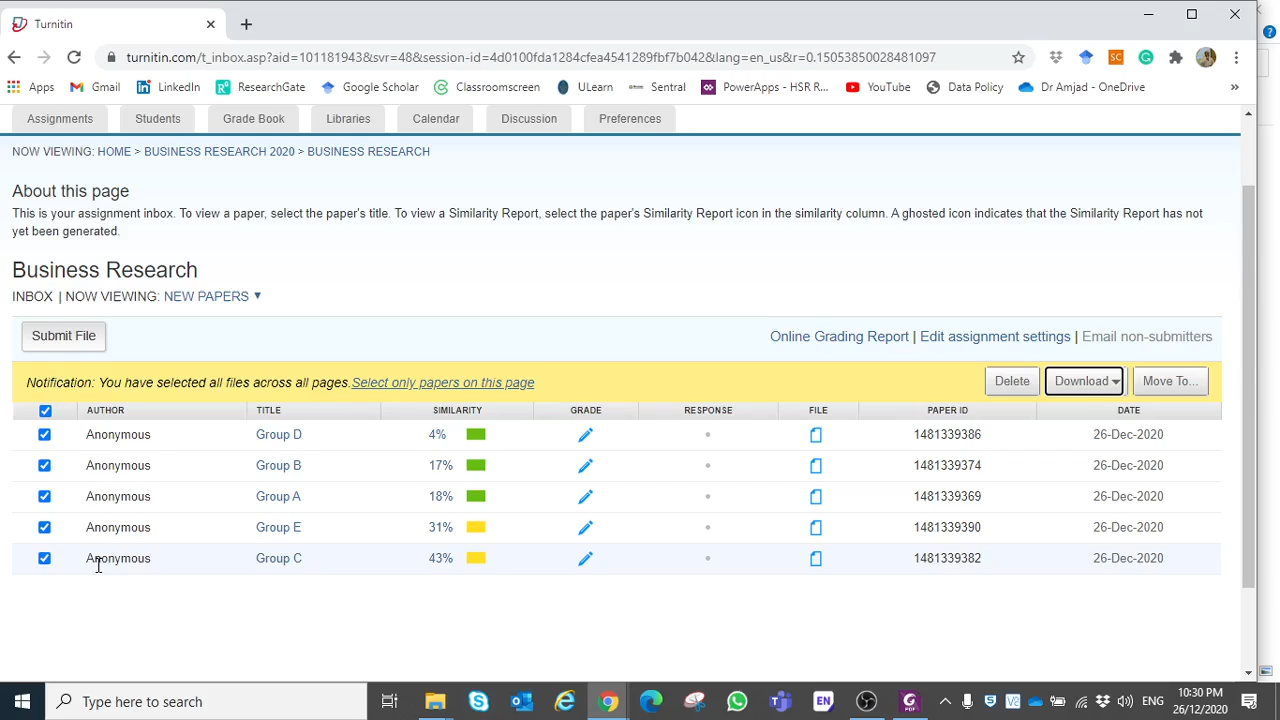 Turnitin
turnitin.com/t_inbox.asp?aid=101181943&svr=48&session-id=4d0100fda1224cfea4541289fbf7b042&lang=en_us&r=0.19553850028481097
Apps Gmail LinkedIn ResearchGate Google Scholar Classroomscreen ULearn Sentral PowerApps - HSR R... YouTube Data Policy Dr Amjad - OneDrive »
Assignments Students Grade Book Libraries Calendar Discussion Preferences
NOW VIEWING: HOME > BUSINESS RESEARCH 2020 > BUSINESS RESEARCH
About this page
This is your assignment inbox. To view a paper, select the paper's title. To view a Similarity Report, select the paper's Similarity Report icon in the similarity column. A ghosted icon indicates that the Similarity Report has not
yet been generated.
Business Research
INBOX | NOW VIEWING: NEW PAPERS ▼
Submit File Online Grading Report | Edit assignment settings | Email non-submitters
Notification: You have selected all files across all pages. Select only papers on this page Delete Download Move To...
AUTHOR TITLE SIMILARITY GRADE RESPONSE FILE PAPER ID DATE
Anonymous Group D 4% 1481339386 26-Dec-2020
Anonymous Group B 17% 1481339374 26-Dec-2020
Anonymous Group A 18% 1481339369 26-Dec-2020
Anonymous Group E 31% 1481339390 26-Dec-2020
Anonymous Group C 43% 1481339382 26-Dec-2020
Type here to search EN ENG 10:30 PM
26/12/2020